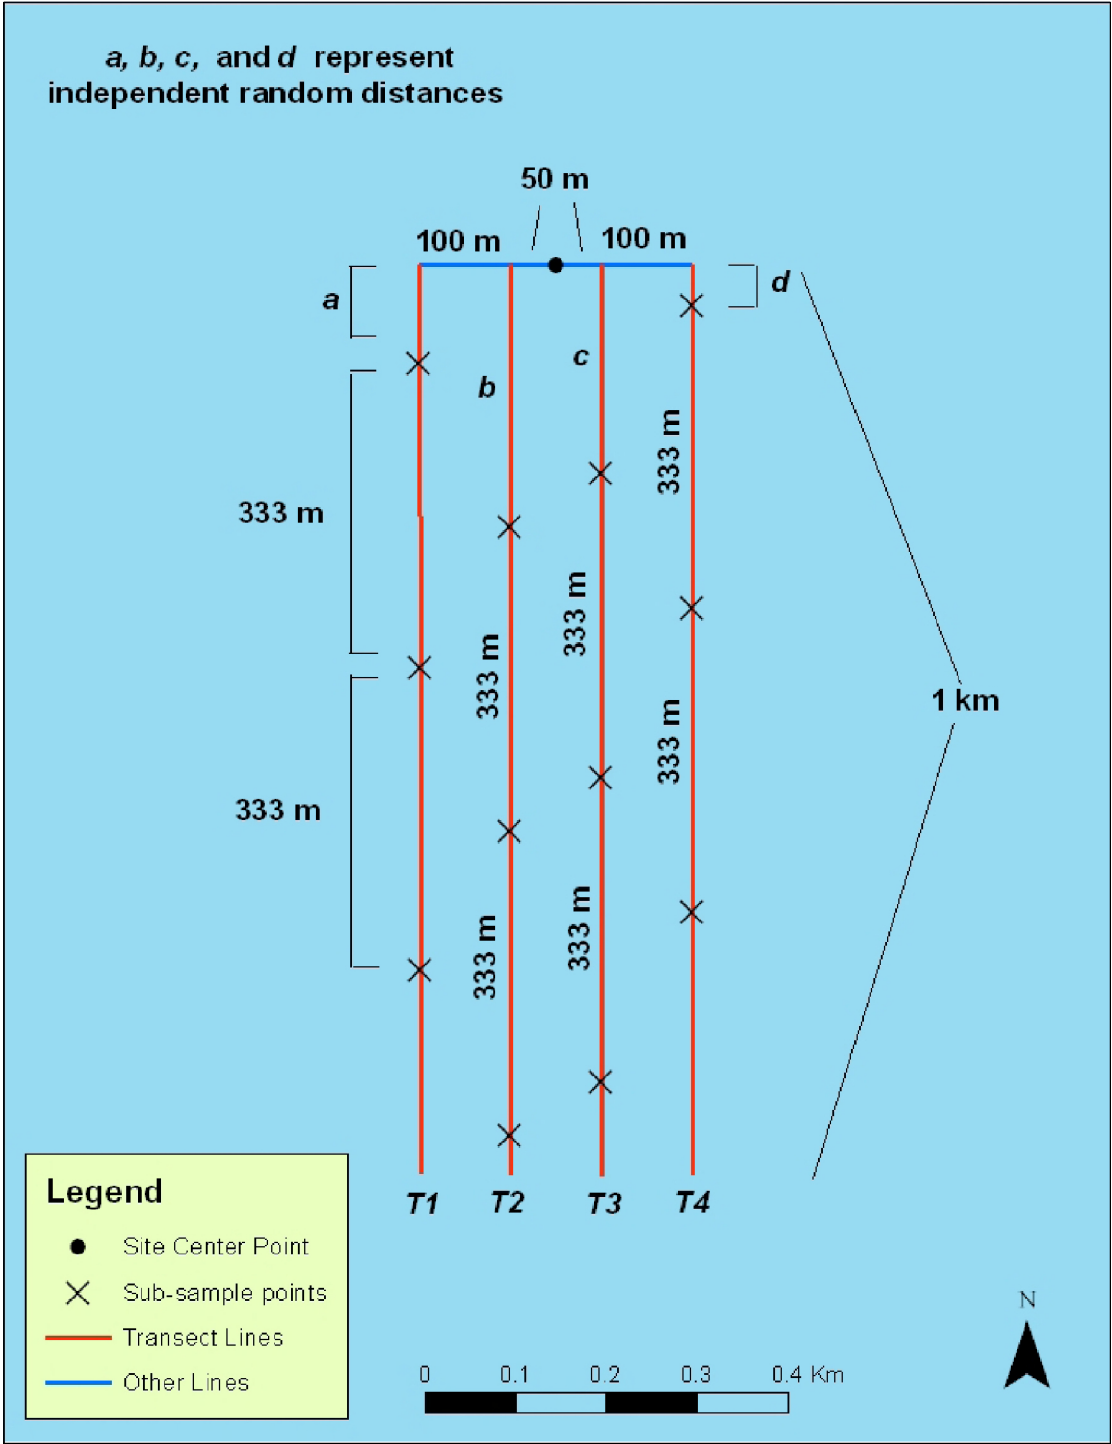 a, b, c, and d represent
independent random distances
50 m
100 m
100 m
a
d
c
b
333 m
333 m
333 m
333 m
1 km
333 m
333 m
333 m
333 m
T1
T2
T3
T4
Legend
Site Center Point
Sub-sample points
Transect Lines
Other Lines
N
0
0.1
0.2
0.3
0.4 Km